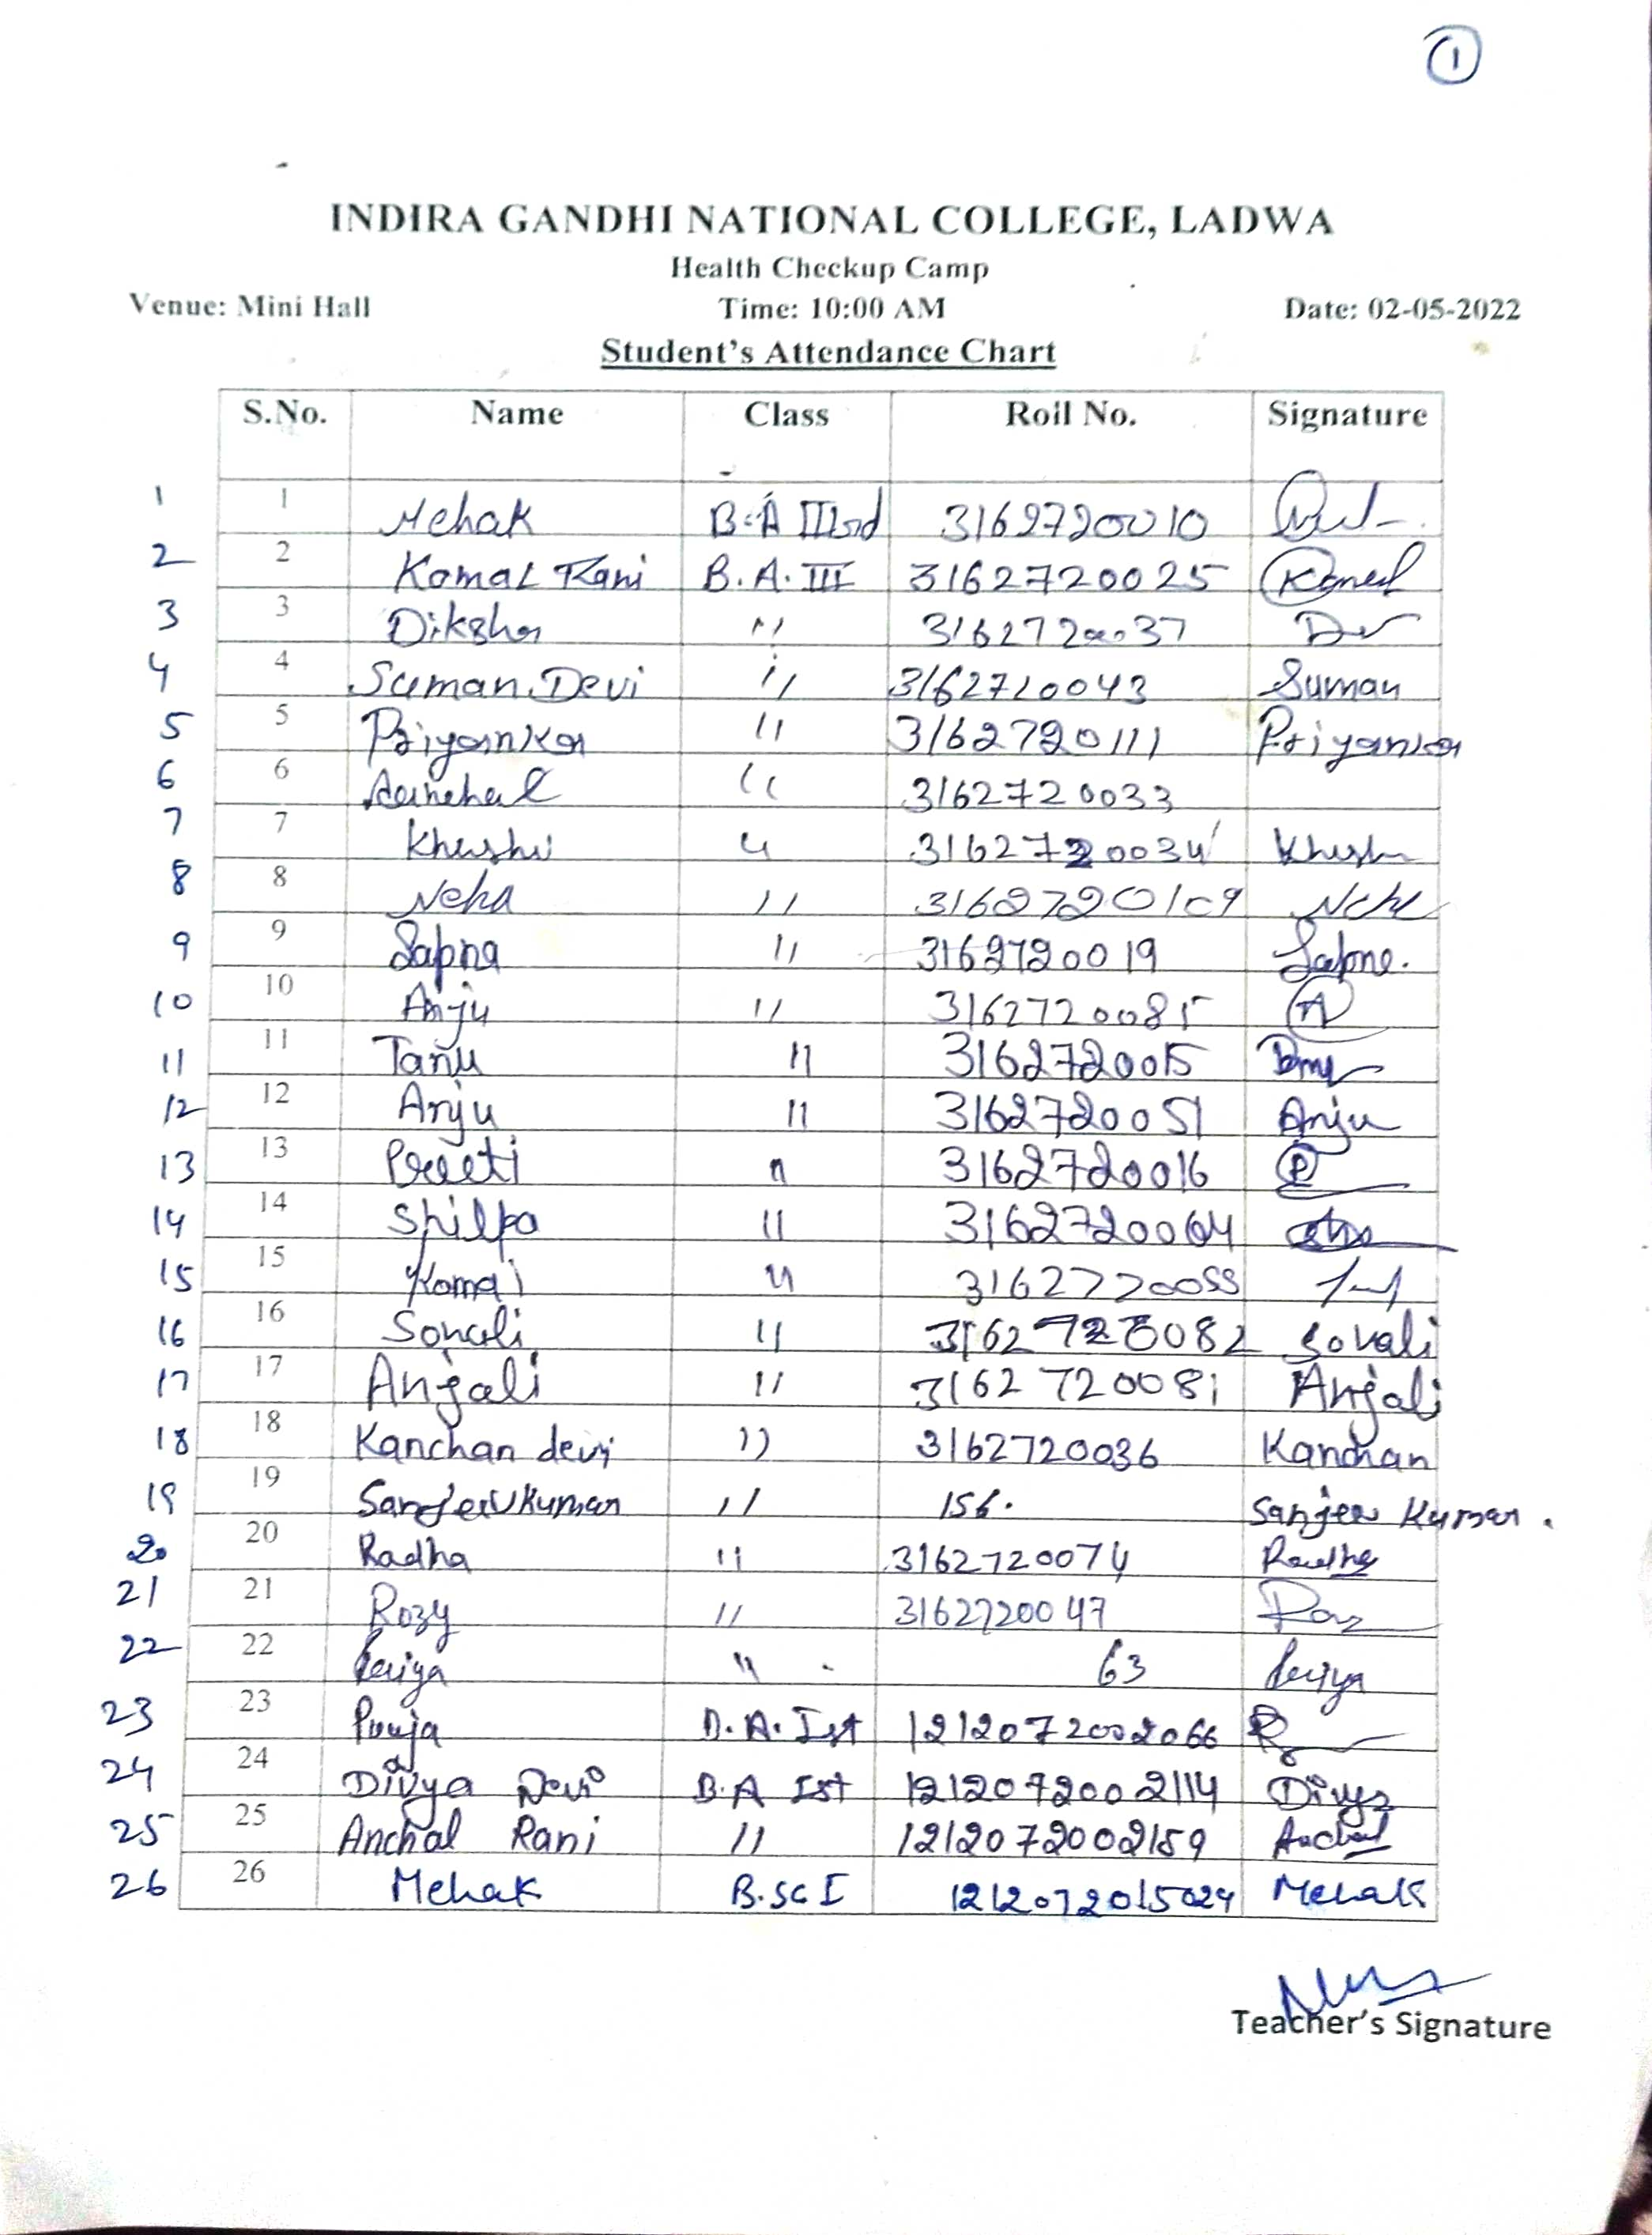 1
INDIRA GANDHI NATIONAL COLLEGE, LADWA
Health Checkup Camp
Venue: Mini Hall Time: 10:00 AM Date: 02-05-2022
Student's Attendance Chart
S.No. Name Class Roil No. Signature
1 1 Mehak B.A IIIrd 3162720010
2 2 Komal Rani B.A. III 3162720025 Komal
3 3 Diksha " 3162720037
4 4 Suman Devi " 3162720043 Suman
5 5 Priyanka " 3162720111 Priyanka
6 6 Aanchal " 3162720033
7 7 Khushi " 3162720034 Khushi
8 8 Neha " 3162720109 Neha
9 9 Sapna " 3162720019 Sapna.
10 10 Anju " 3162720085 A
11 11 Tanu " 3162720015
12 12 Anju " 3162720051 Anju
13 13 Preeti " 3162720016 P
14 14 Shilpa " 3162720064
15 15 Komal " 3162720055
16 16 Sonali " 3162720082 Sonali
17 17 Anjali " 3162720081 Anjali
18 18 Kanchan devi " 3162720036 Kanchan
19 19 Sanjeev Kumar " 156. Sanjeev Kumar.
20 20 Radha " 3162720074 Radha
21 21 Rozy " 3162720047 Roz
22 22 Priya " 63 Priya
23 23 Pooja B.A. Ist 1212072002066
24 24 Divya Devi B.A Ist 1212072002114 Divya
25 25 Anchal Rani " 1212072002159 Anchal
26 26 Mehak B.Sc I 1212072015024 Mehak
Teacher's Signature